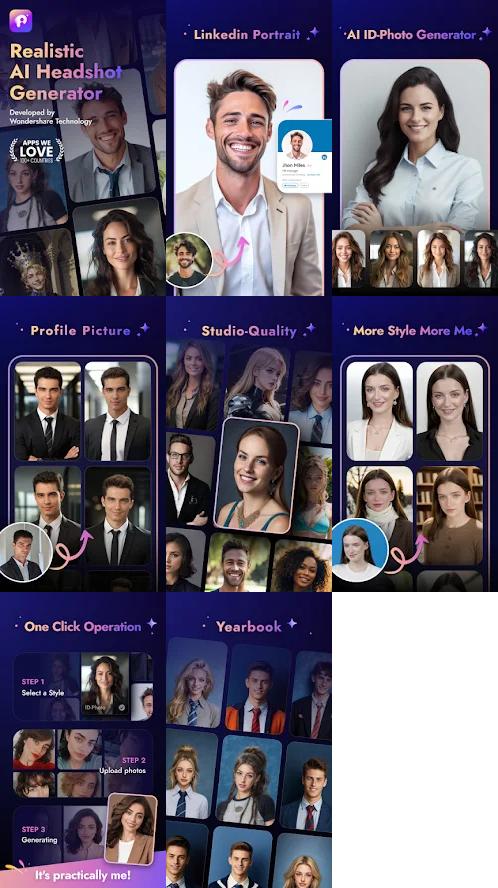 Realistic
AI Headshot
Generator
Developed by
Wondershare Technology
APPS WE
LOVE
100+ COUNTRIES
Linkedin Portrait
Jhon Miles
HR manager
AI ID-Photo Generator
Profile Picture
Studio-Quality
More Style More Me
One Click Operation
STEP 1
Select a Style
ID-Photo
STEP 2
Upload photos
STEP 3
Generating
It's practically me!
Yearbook